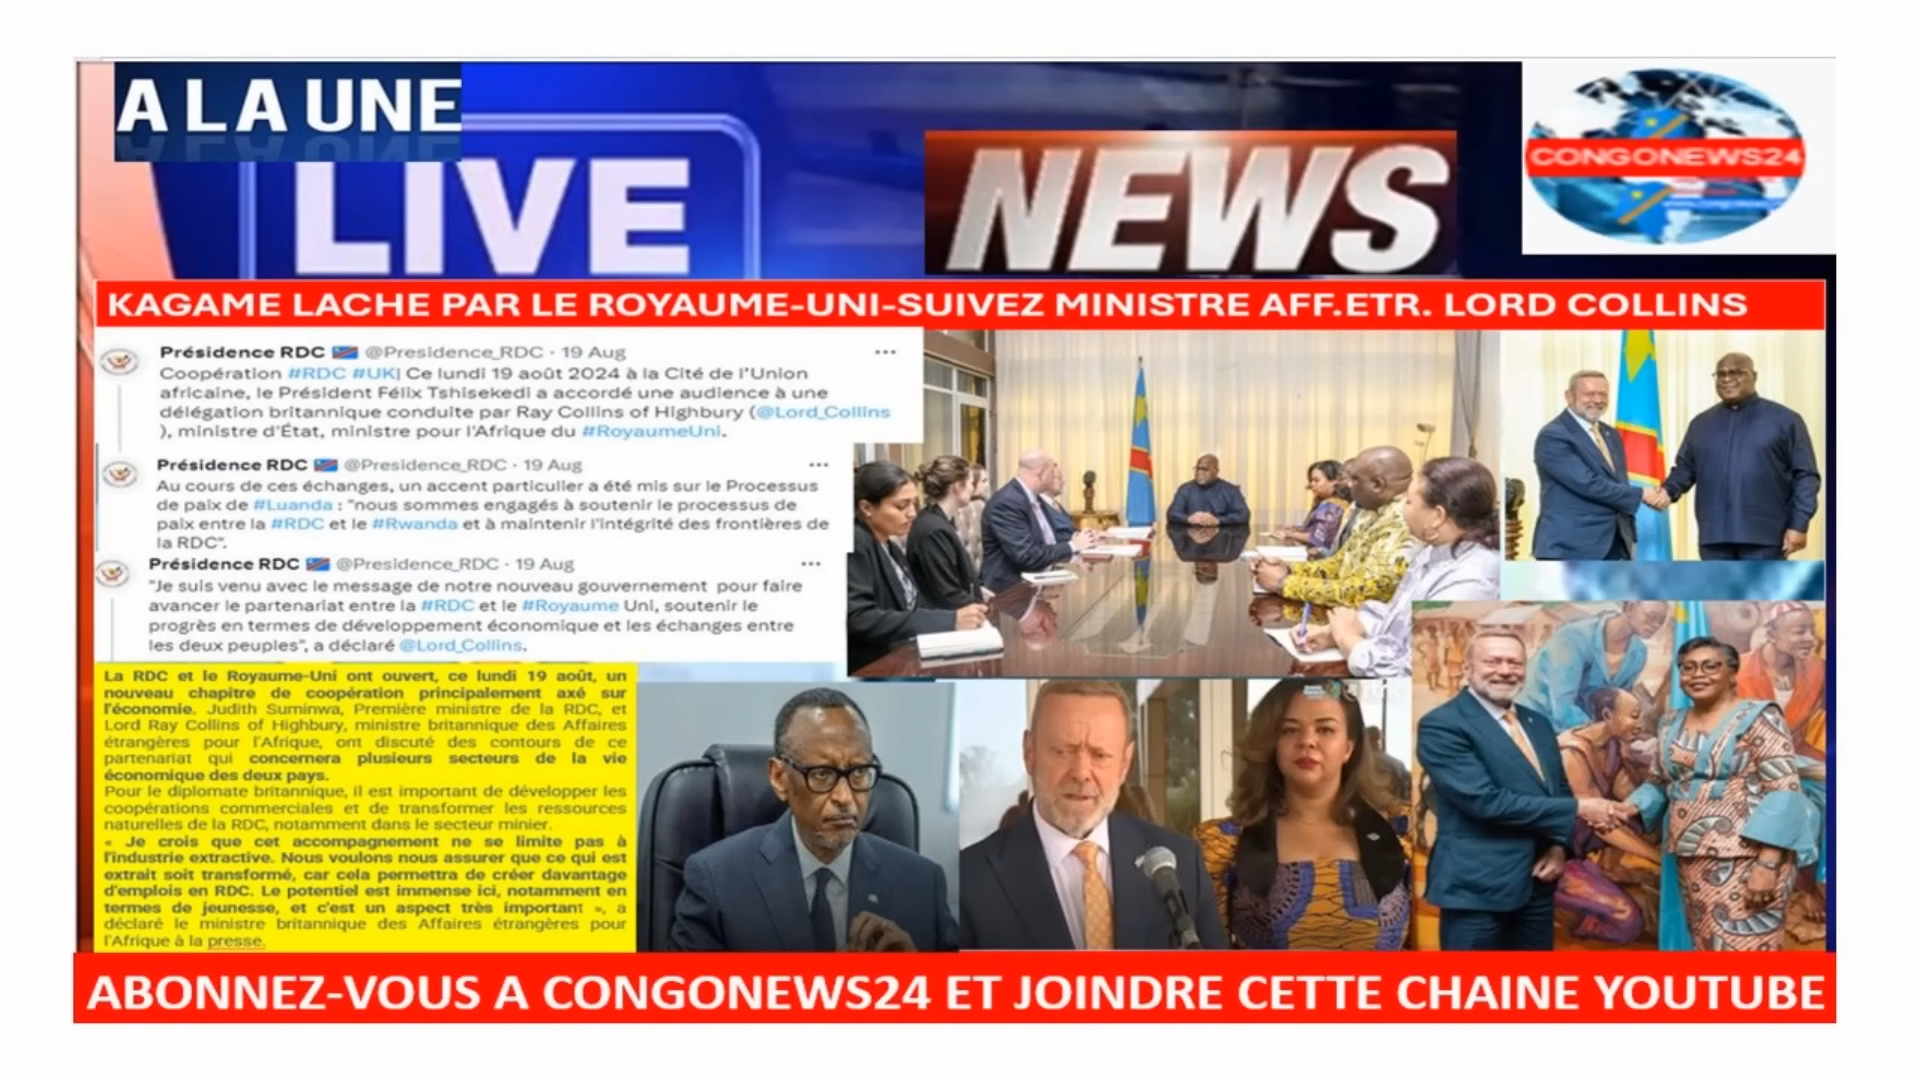 A LA UNE
LIVE
NEWS
CONGONEWS24
KAGAME LACHE PAR LE ROYAUME-UNI-SUIVEZ MINISTRE AFF.ETR. LORD COLLINS
Présidence RDC @Presidence_RDC · 19 Aug
Coopération #RDC #UK| Ce lundi 19 août 2024 à la Cité de l'Union
africaine, le Président Félix Tshisekedi a accordé une audience à une
délégation britannique conduite par Ray Collins of Highbury (@Lord_Collins
), ministre d'État, ministre pour l'Afrique du #RoyaumeUni.
Présidence RDC @Presidence_RDC · 19 Aug
Au cours de ces échanges, un accent particulier a été mis sur le Processus
de paix de #Luanda : "nous sommes engagés à soutenir le processus de
paix entre la #RDC et le #Rwanda et à maintenir l'intégrité des frontières de
la RDC".
Présidence RDC @Presidence_RDC · 19 Aug
"Je suis venu avec le message de notre nouveau gouvernement pour faire
avancer le partenariat entre la #RDC et le #Royaume Uni, soutenir le
progrès en termes de développement économique et les échanges entre
les deux peuples", a déclaré @Lord_Collins.
La RDC et le Royaume-Uni ont ouvert, ce lundi 19 août, un
nouveau chapitre de coopération principalement axé sur
l'économie. Judith Suminwa, Première ministre de la RDC, et
Lord Ray Collins of Highbury, ministre britannique des Affaires
étrangères pour l'Afrique, ont discuté des contours de ce
partenariat qui concernera plusieurs secteurs de la vie
économique des deux pays.
Pour le diplomate britannique, il est important de développer les
coopérations commerciales et de transformer les ressources
naturelles de la RDC, notamment dans le secteur minier.
« Je crois que cet accompagnement ne se limite pas à
l'industrie extractive. Nous voulons nous assurer que ce qui est
extrait soit transformé, car cela permettra de créer davantage
d'emplois en RDC. Le potentiel est immense ici, notamment en
termes de jeunesse, et c'est un aspect très important », a
déclaré le ministre britannique des Affaires étrangères pour
l'Afrique à la presse.
ABONNEZ-VOUS A CONGONEWS24 ET JOINDRE CETTE CHAINE YOUTUBE